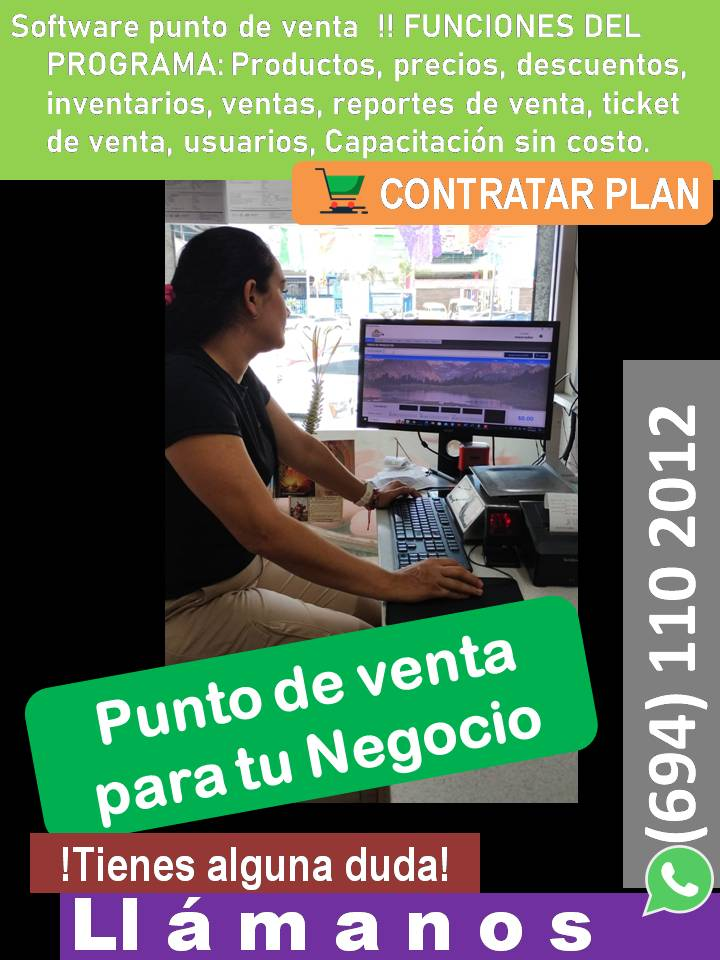 Software punto de venta !! FUNCIONES DEL
PROGRAMA: Productos, precios, descuentos,
inventarios, ventas, reportes de venta, ticket
de venta, usuarios, Capacitación sin costo.
CONTRATAR PLAN
(694) 110 2012
Punto de venta
para tu Negocio
!Tienes alguna duda!
Llámanos